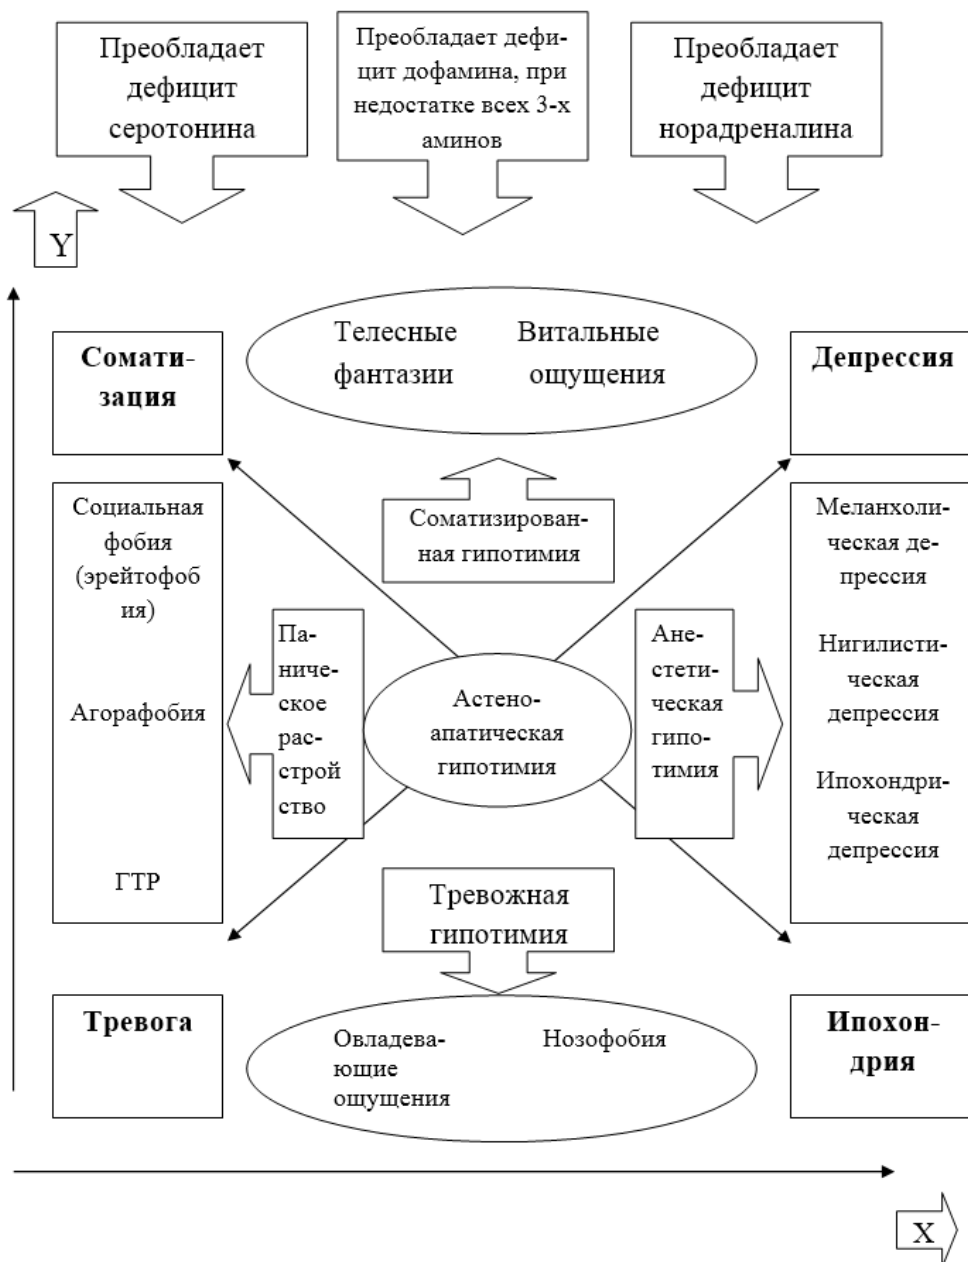 Преобладает
дефицит
серотонина
Преобладает дефи-
цит дофамина, при
недостатке всех 3-х
аминов
Преобладает
дефицит
норадреналина
Y
Телесные
фантазии
Витальные
ощущения
Сомати-
зация
Депрессия
Соматизирован-
ная гипотимия
Социальная
фобия
(эрейтофоб
ия)
Агорафобия
ГТР
Па-
ниче-
ское
рас-
строй
ство
Астено-
апатическая
гипотимия
Ане-
стети-
ческая
гипо-
тимия
Меланхоли-
ческая де-
прессия
Нигилисти-
ческая
депрессия
Ипохондри-
ческая
депрессия
Тревожная
гипотимия
Тревога
Овладева-
ющие
ощущения
Нозофобия
Ипохон-
дрия
X